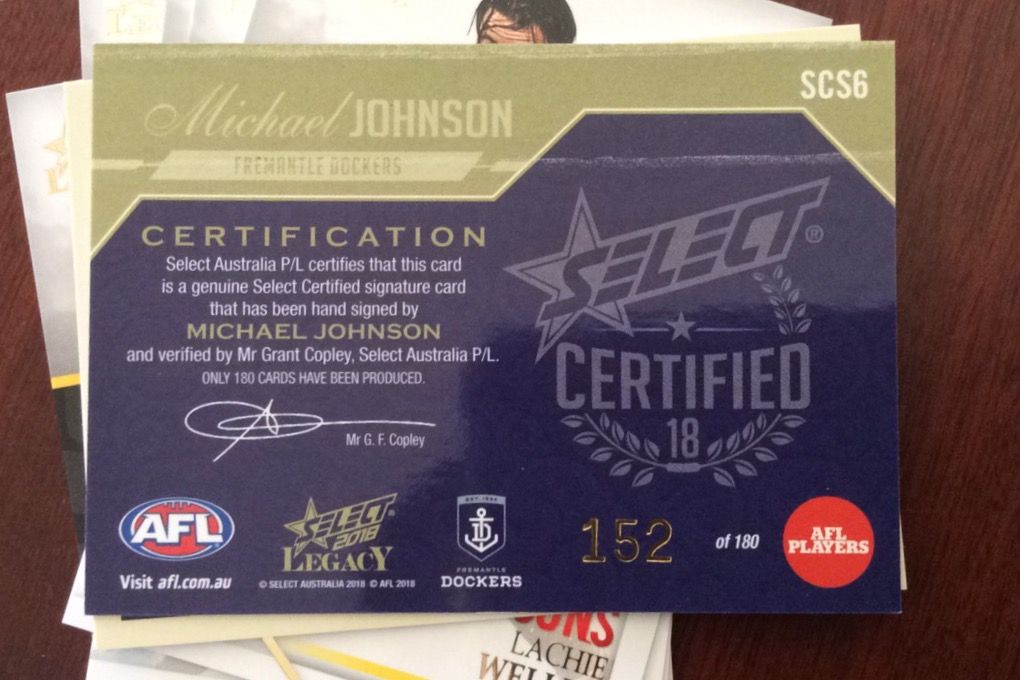 SCS6
Michael JOHNSON
FREMANTLE DOCKERS
CERTIFICATION
Select Australia P/L certifies that this card
is a genuine Select Certified signature card
that has been hand signed by
MICHAEL JOHNSON
and verified by Mr Grant Copley, Select Australia P/L.
ONLY 180 CARDS HAVE BEEN PRODUCED.
Mr G. F. Copley
SELECT®
CERTIFIED
18
AFL
Visit afl.com.au
SELECT®
2018
LEGACY
© SELECT AUSTRALIA 2018 © AFL 2018
FREMANTLE
DOCKERS
152 of 180
AFL
PLAYERS
LACHIE